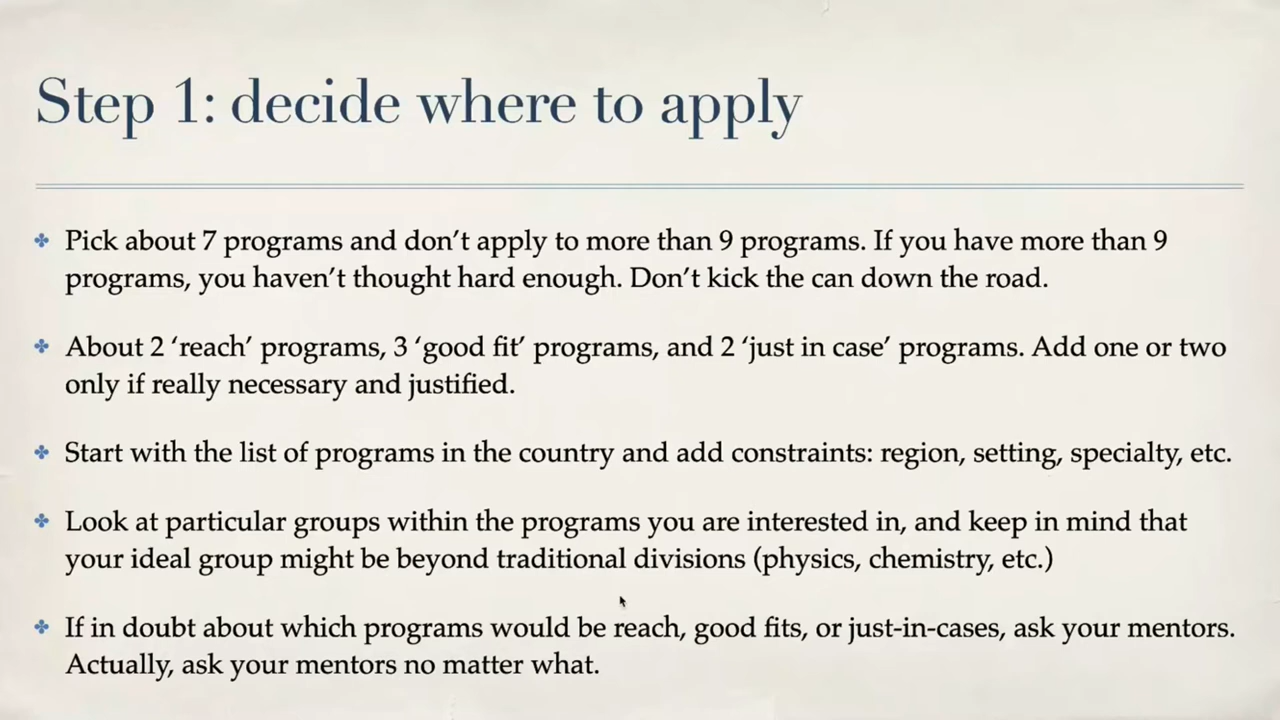 Step 1: decide where to apply
Pick about 7 programs and don’t apply to more than 9 programs. If you have more than 9
programs, you haven’t thought hard enough. Don’t kick the can down the road.
About 2 ‘reach’ programs, 3 ‘good fit’ programs, and 2 ‘just in case’ programs. Add one or two
only if really necessary and justified.
Start with the list of programs in the country and add constraints: region, setting, specialty, etc.
Look at particular groups within the programs you are interested in, and keep in mind that
your ideal group might be beyond traditional divisions (physics, chemistry, etc.)
If in doubt about which programs would be reach, good fits, or just-in-cases, ask your mentors.
Actually, ask your mentors no matter what.